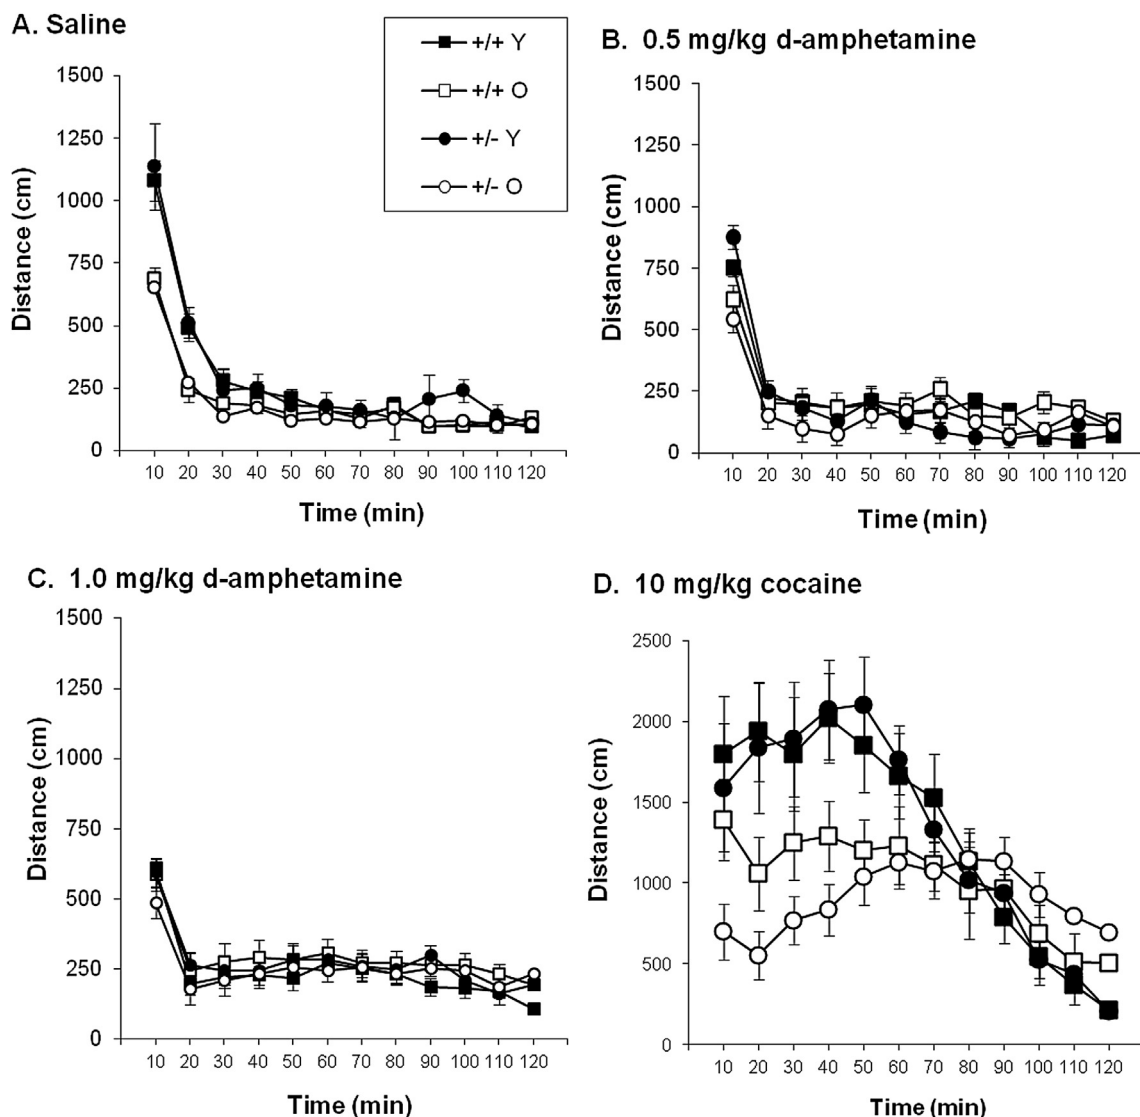 A. Saline
+/+ Y
+/+ O
+/- Y
+/- O
1500
1250
1000
750
500
250
0
Distance (cm)
10 20 30 40 50 60 70 80 90 100 110 120
Time (min)
B. 0.5 mg/kg d-amphetamine
1500
1250
1000
750
500
250
0
Distance (cm)
10 20 30 40 50 60 70 80 90 100 110 120
Time (min)
C. 1.0 mg/kg d-amphetamine
1500
1250
1000
750
500
250
0
Distance (cm)
10 20 30 40 50 60 70 80 90 100 110 120
Time (min)
D. 10 mg/kg cocaine
2500
2000
1500
1000
500
0
Distance (cm)
10 20 30 40 50 60 70 80 90 100 110 120
Time (min)